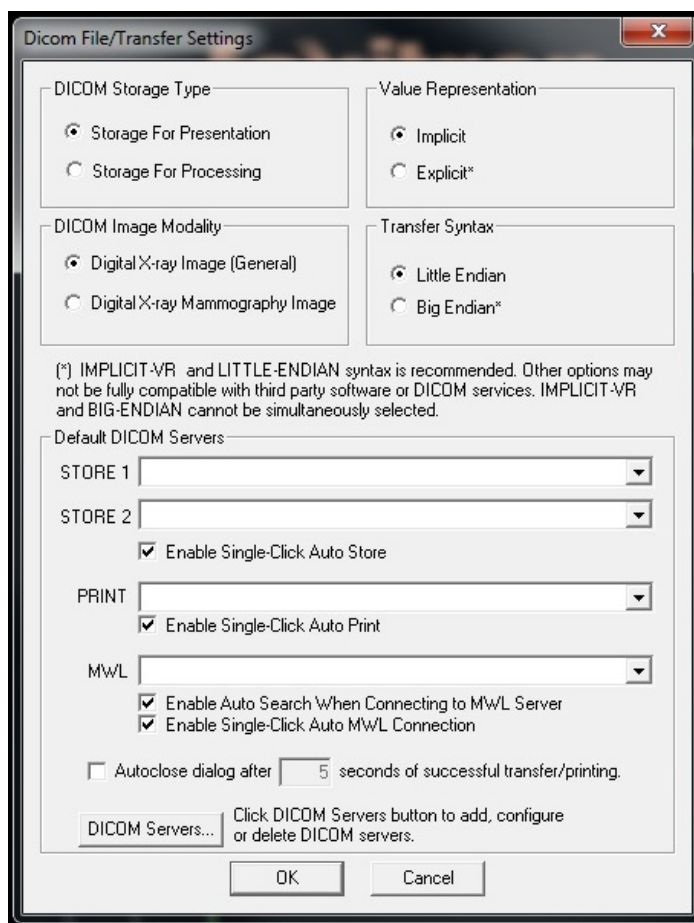 Dicom File/Transfer Settings
DICOM Storage Type
Storage For Presentation
Storage For Processing
Value Representation
Implicit
Explicit*
DICOM Image Modality
Digital X-ray Image (General)
Digital X-ray Mammography Image
Transfer Syntax
Little Endian
Big Endian*
(*) IMPLICIT-VR and LITTLE-ENDIAN syntax is recommended. Other options may
not be fully compatible with third party software or DICOM services. IMPLICIT-VR
and BIG-ENDIAN cannot be simultaneously selected.
Default DICOM Servers
STORE 1
STORE 2
Enable Single-Click Auto Store
PRINT
Enable Single-Click Auto Print
MWL
Enable Auto Search When Connecting to MWL Server
Enable Single-Click Auto MWL Connection
Autoclose dialog after 5 seconds of successful transfer/printing.
DICOM Servers...
Click DICOM Servers button to add, configure
or delete DICOM servers.
OK
Cancel